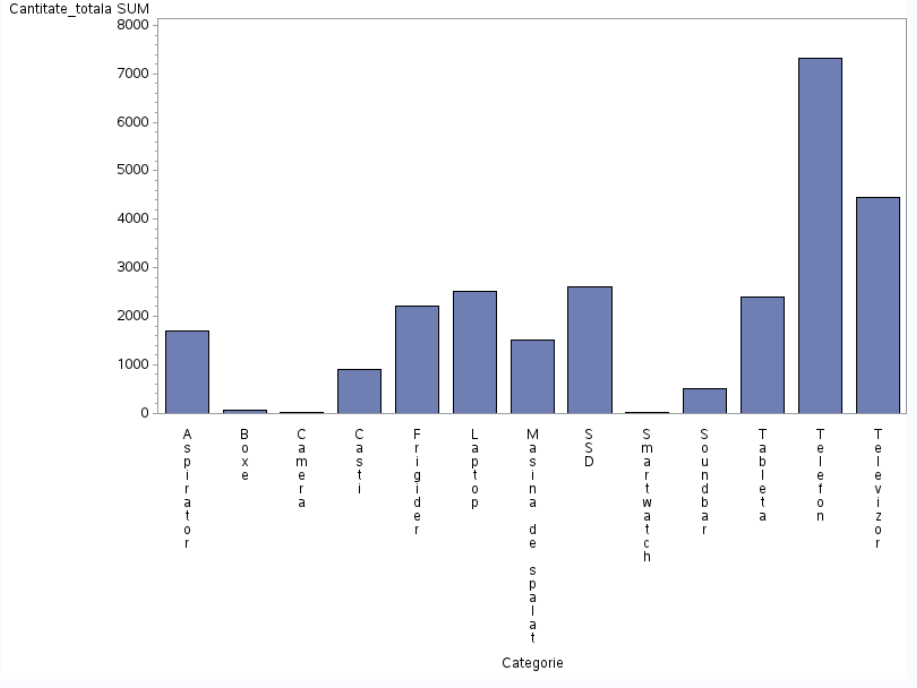 Cantitate_totala SUM
8000
7000
6000
5000
4000
3000
2000
1000
0
Aspirator
Boxe
Camera
Casti
Frigider
Laptop
Masina de spalat
SSD
Smartwatch
Soundbar
Tableta
Telefon
Televizor
Categorie